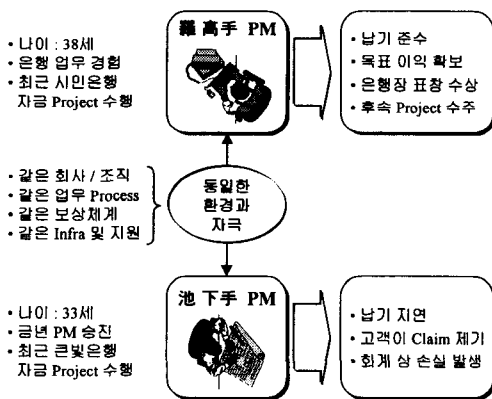 • 나이 : 38세
• 은행 업무 경험
• 최근 시민은행
자금 Project 수행
難 高手 PM
• 납기 준수
• 목표 이익 확보
• 은행장 표창 수상
• 후속 Project 수주
• 같은 회사 / 조직
• 같은 업무 Process
• 같은 보상체계
• 같은 Infra 및 지원
동일한
환경과
자극
• 나이 : 33세
• 금년 PM 승진
• 최근 큰빛은행
자금 Project 수행
池 下手 PM
• 납기 지연
• 고객이 Claim 제기
• 회계 상 손실 발생